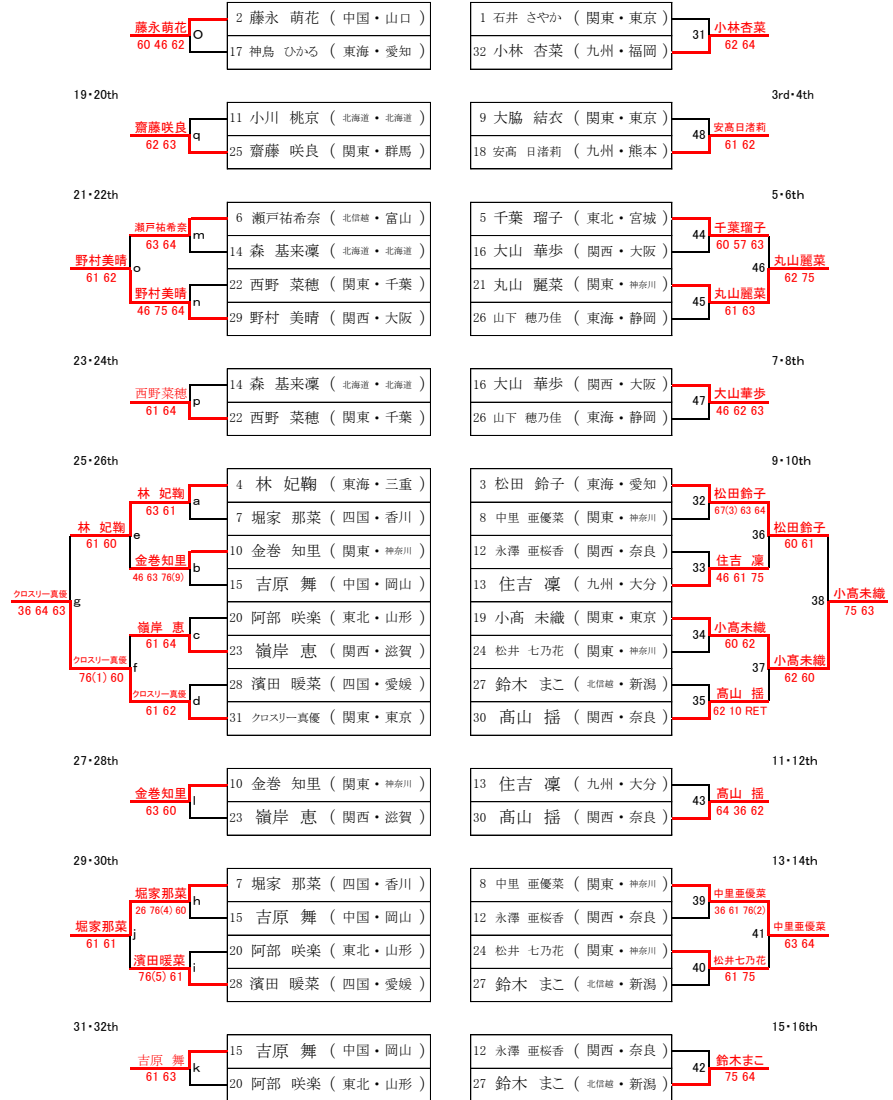 2 藤永 萌花 ( 中国・山口 )
17 神鳥 ひかる ( 東海・愛知 )
藤永萌花
60 46 62
O
1 石井 さやか ( 関東・東京 )
32 小林 杏菜 ( 九州・福岡 )
31
小林杏菜
62 64
19・20th
11 小川 桃京 ( 北海道・北海道 )
25 齋藤 咲良 ( 関東・群馬 )
齋藤咲良
62 63
q
3rd・4th
9 大脇 結衣 ( 関東・東京 )
18 安髙 日渚莉 ( 九州・熊本 )
48
安髙日渚莉
61 62
21・22th
6 瀬戸祐希奈 ( 北信越・富山 )
14 森 基来凜 ( 北海道・北海道 )
22 西野 菜穂 ( 関東・千葉 )
29 野村 美晴 ( 関西・大阪 )
瀬戸祐希奈
63 64
m
野村美晴
46 75 64
n
野村美晴
61 62
o
5・6th
5 千葉 瑠子 ( 東北・宮城 )
16 大山 華歩 ( 関西・大阪 )
21 丸山 麗菜 ( 関東・神奈川 )
26 山下 穂乃佳 ( 東海・静岡 )
44
千葉瑠子
60 57 63
45
丸山麗菜
61 63
46
丸山麗菜
62 75
23・24th
14 森 基来凜 ( 北海道・北海道 )
22 西野 菜穂 ( 関東・千葉 )
西野菜穂
61 64
p
7・8th
16 大山 華歩 ( 関西・大阪 )
26 山下 穂乃佳 ( 東海・静岡 )
47
大山華歩
46 62 63
25・26th
4 林 妃鞠 ( 東海・三重 )
7 堀家 那菜 ( 四国・香川 )
10 金巻 知里 ( 関東・神奈川 )
15 吉原 舞 ( 中国・岡山 )
20 阿部 咲楽 ( 東北・山形 )
23 嶺岸 恵 ( 関西・滋賀 )
28 濱田 暖菜 ( 四国・愛媛 )
31 クロスリー真優 ( 関東・東京 )
林 妃鞠
63 61
a
金巻知里
46 63 76(9)
b
嶺岸 恵
61 64
c
クロスリー真優
61 62
d
林 妃鞠
61 60
e
クロスリー真優
76(1) 60
f
クロスリー真優
36 64 63
g
9・10th
3 松田 鈴子 ( 東海・愛知 )
8 中里 亜優菜 ( 関東・神奈川 )
12 永澤 亜桜香 ( 関西・奈良 )
13 住吉 凜 ( 九州・大分 )
19 小髙 未織 ( 関東・東京 )
24 松井 七乃花 ( 関東・神奈川 )
27 鈴木 まこ ( 北信越・新潟 )
30 髙山 揺 ( 関西・奈良 )
32
松田鈴子
67(3) 63 64
33
住吉 凜
46 61 75
34
小髙未織
60 62
35
髙山 揺
62 10 RET
36
松田鈴子
60 61
37
小髙未織
62 60
38
小髙未織
75 63
27・28th
10 金巻 知里 ( 関東・神奈川 )
23 嶺岸 恵 ( 関西・滋賀 )
金巻知里
63 60
l
11・12th
13 住吉 凜 ( 九州・大分 )
30 髙山 揺 ( 関西・奈良 )
43
髙山 揺
64 36 62
29・30th
7 堀家 那菜 ( 四国・香川 )
15 吉原 舞 ( 中国・岡山 )
20 阿部 咲楽 ( 東北・山形 )
28 濱田 暖菜 ( 四国・愛媛 )
堀家那菜
26 76(4) 60
h
濱田暖菜
76(5) 61
i
堀家那菜
61 61
j
13・14th
8 中里 亜優菜 ( 関東・神奈川 )
12 永澤 亜桜香 ( 関西・奈良 )
24 松井 七乃花 ( 関東・神奈川 )
27 鈴木 まこ ( 北信越・新潟 )
39
中里亜優菜
36 61 76(2)
40
松井七乃花
61 75
41
中里亜優菜
63 64
31・32th
15 吉原 舞 ( 中国・岡山 )
20 阿部 咲楽 ( 東北・山形 )
吉原 舞
61 63
k
15・16th
12 永澤 亜桜香 ( 関西・奈良 )
27 鈴木 まこ ( 北信越・新潟 )
42
鈴木まこ
75 64